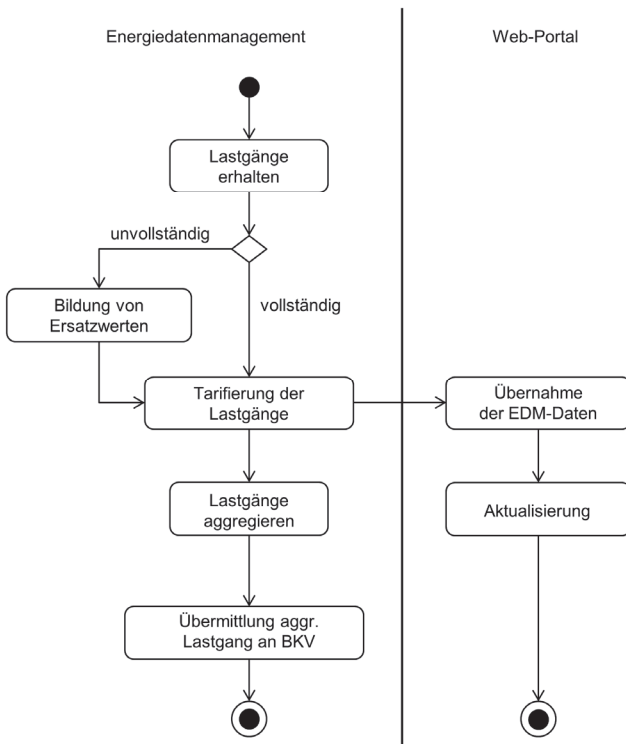 Energiedatenmanagement
Web-Portal
Lastgänge
erhalten
unvollständig
vollständig
Bildung von
Ersatzwerten
Tarifierung der
Lastgänge
Übernahme
der EDM-Daten
Lastgänge
aggregieren
Aktualisierung
Übermittlung aggr.
Lastgang an BKV